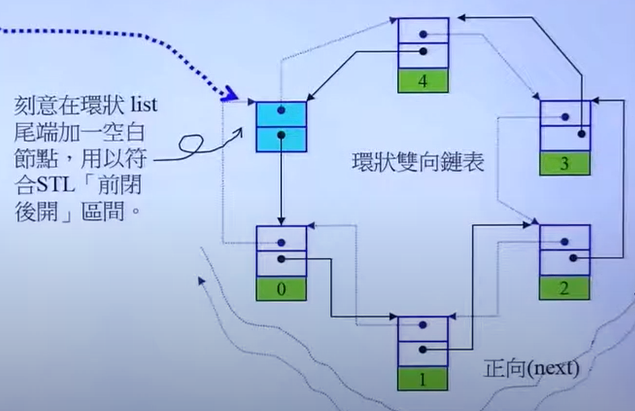 刻意在環狀 list
尾端加一空白
節點，用以符
合STL「前閉
後開」區間。
4
3
環狀雙向鏈表
0
2
1
正向(next)